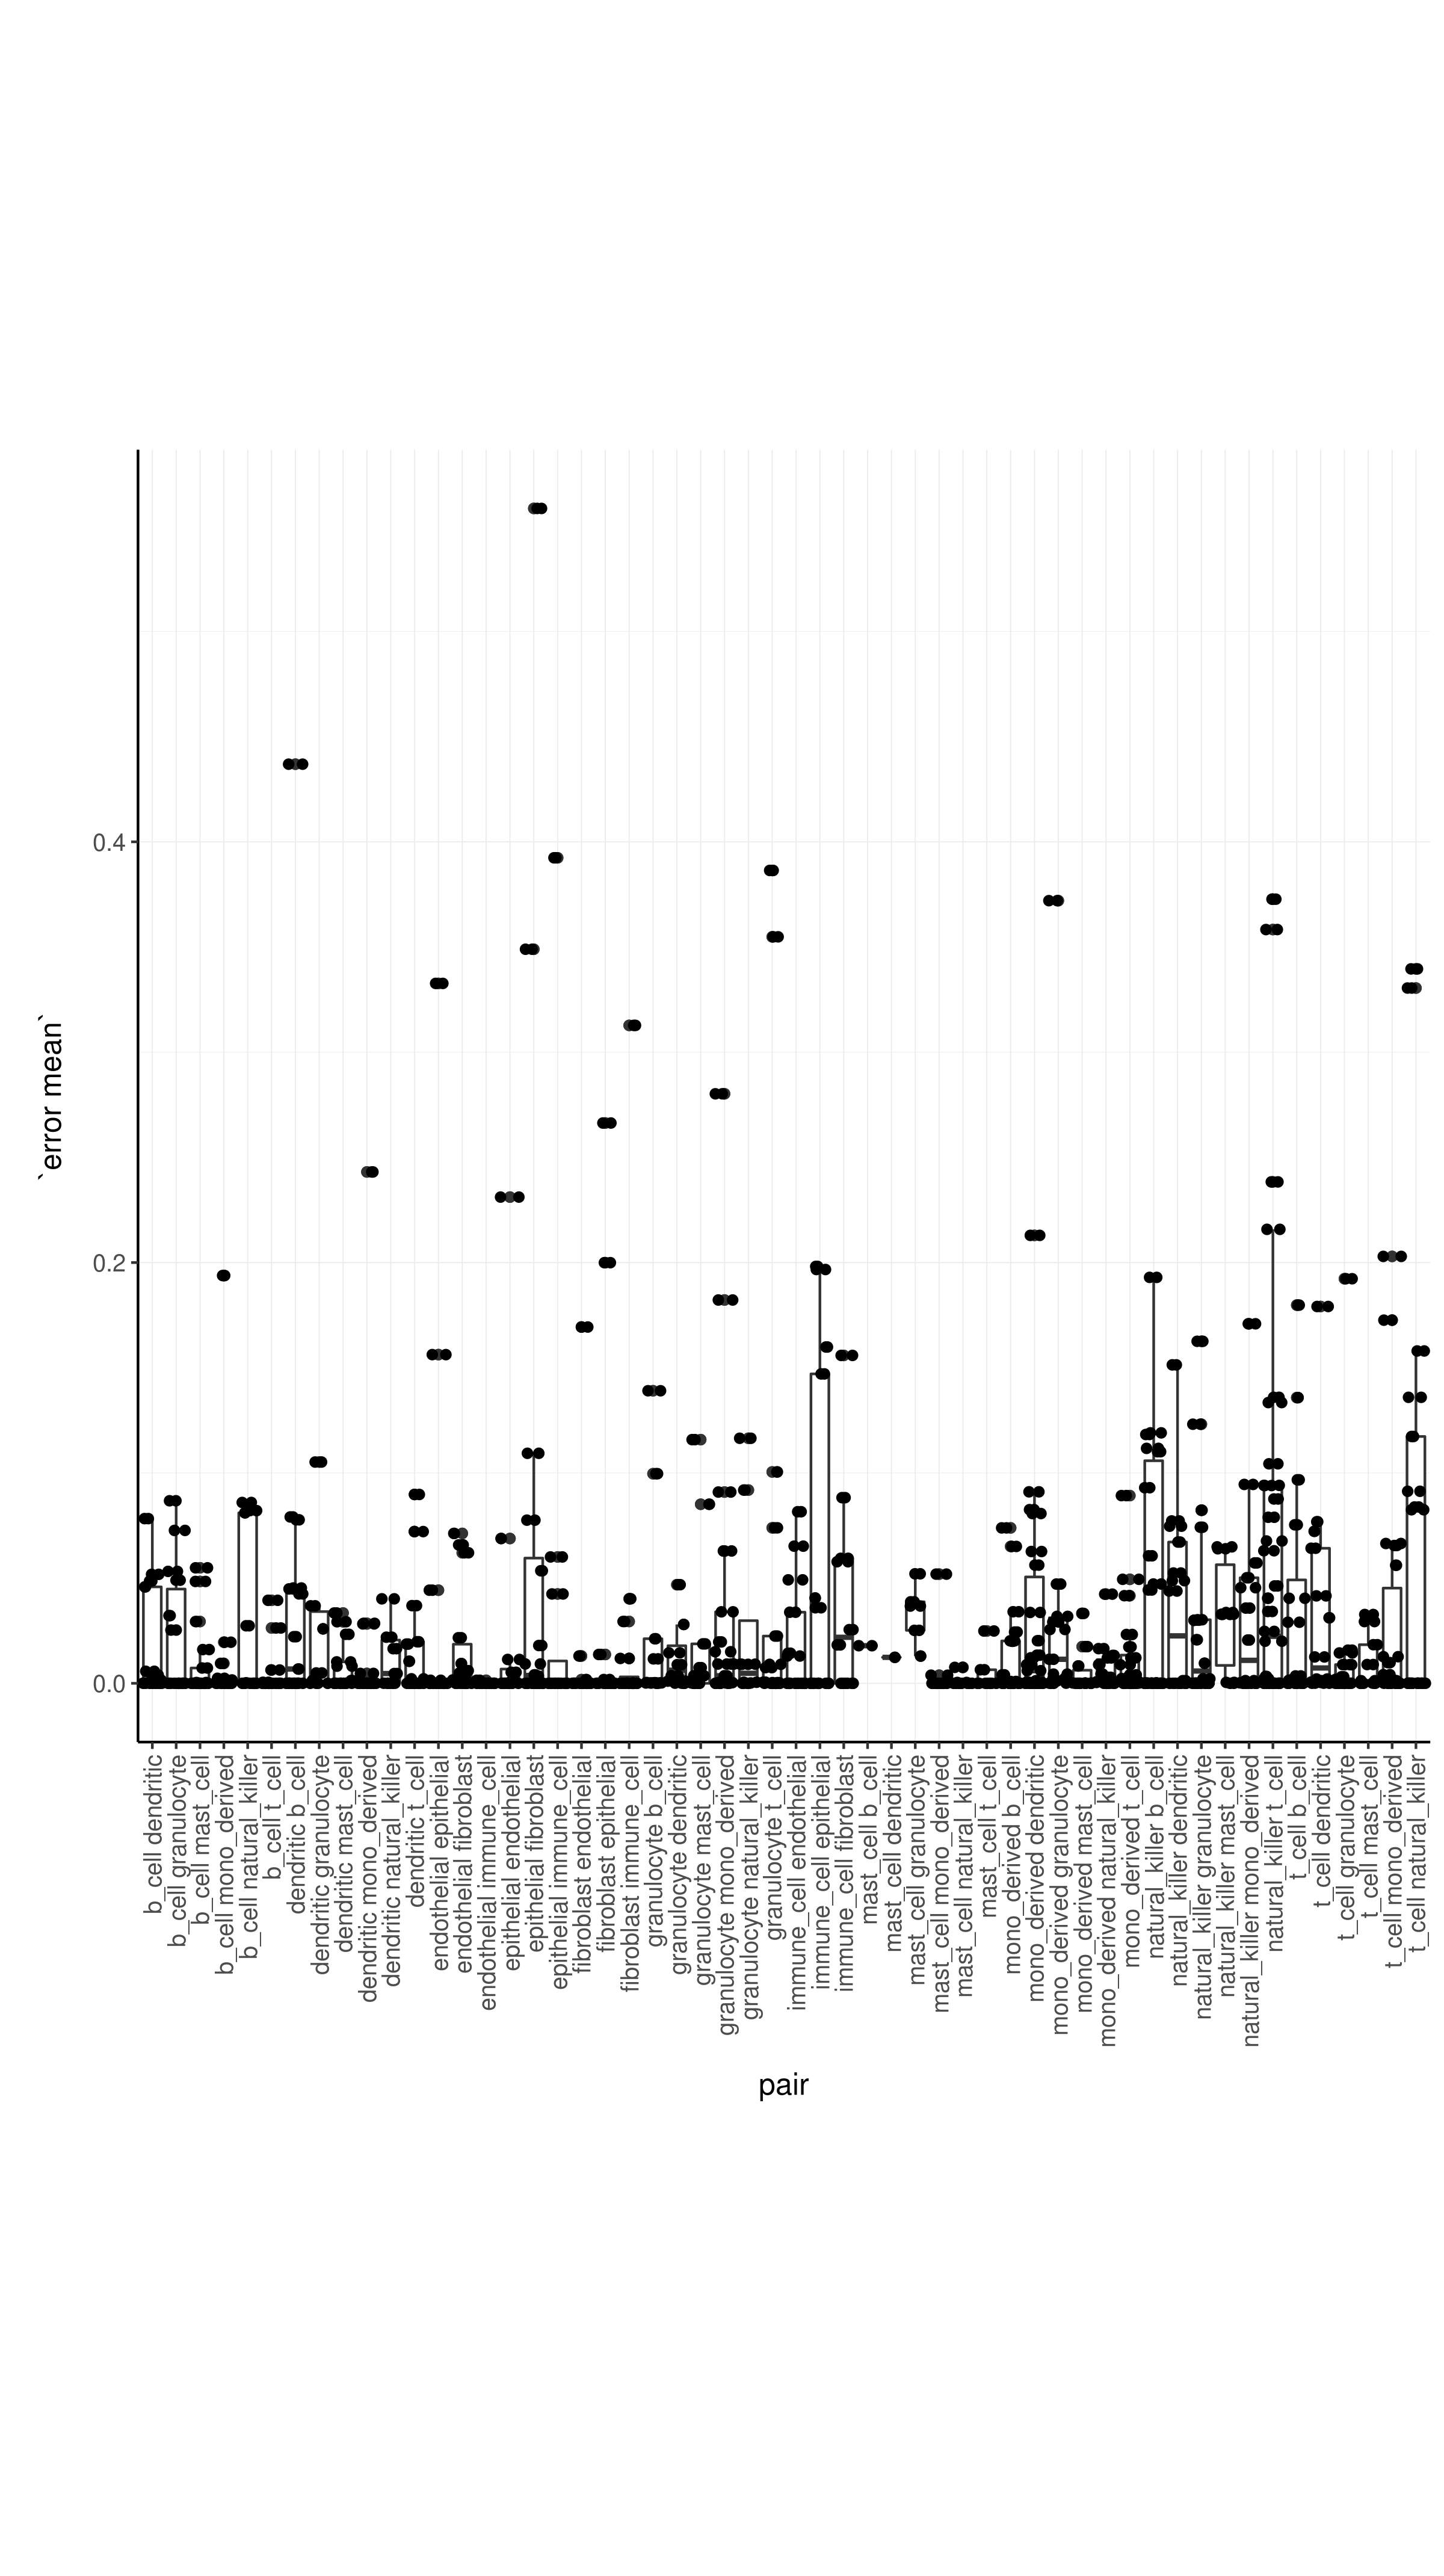 0.4
0.2
0.0
`error mean`
b_cell dendritic
b_cell granulocyte
b_cell mast_cell
b_cell mono_derived
b_cell natural_killer
b_cell t_cell
dendritic b_cell
dendritic granulocyte
dendritic mast_cell
dendritic mono_derived
dendritic natural_killer
dendritic t_cell
endothelial epithelial
endothelial fibroblast
endothelial immune_cell
epithelial endothelial
epithelial fibroblast
epithelial immune_cell
fibroblast endothelial
fibroblast epithelial
fibroblast immune_cell
granulocyte b_cell
granulocyte dendritic
granulocyte mast_cell
granulocyte mono_derived
granulocyte natural_killer
granulocyte t_cell
immune_cell endothelial
immune_cell epithelial
immune_cell fibroblast
mast_cell b_cell
mast_cell dendritic
mast_cell granulocyte
mast_cell mono_derived
mast_cell natural_killer
mast_cell t_cell
mono_derived b_cell
mono_derived dendritic
mono_derived granulocyte
mono_derived mast_cell
mono_derived natural_killer
mono_derived t_cell
natural_killer b_cell
natural_killer dendritic
natural_killer granulocyte
natural_killer mast_cell
natural_killer mono_derived
natural_killer t_cell
t_cell b_cell
t_cell dendritic
t_cell granulocyte
t_cell mast_cell
t_cell mono_derived
t_cell natural_killer
pair